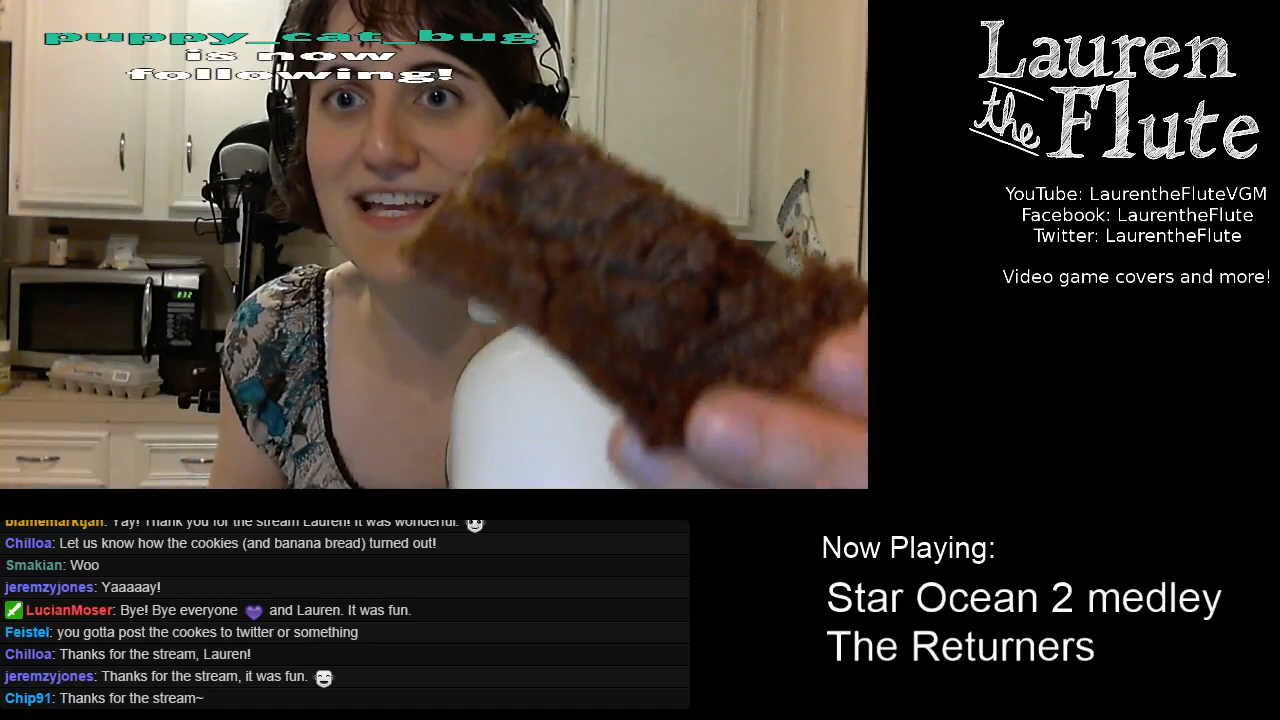 puppy_cat_bug
is now
following!
Lauren
the Flute
YouTube: LaurentheFluteVGM
Facebook: LaurentheFlute
Twitter: LaurentheFlute
Video game covers and more!
8:32
blamemarkyan: Yay! Thank you for the stream Lauren! It was wonderful.
Chilloa: Let us know how the cookies (and banana bread) turned out!
Smakian: Woo
jeremzyjones: Yaaaaay!
LucianMoser: Bye! Bye everyone and Lauren. It was fun.
Feistel: you gotta post the cookes to twitter or something
Chilloa: Thanks for the stream, Lauren!
jeremzyjones: Thanks for the stream, it was fun.
Chip91: Thanks for the stream~
Now Playing:
Star Ocean 2 medley
The Returners